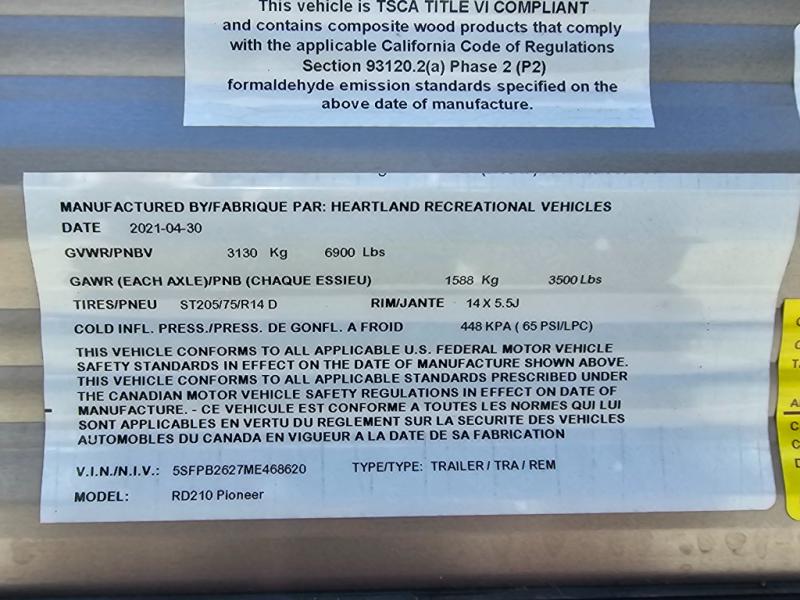 This vehicle is TSCA TITLE VI COMPLIANT
and contains composite wood products that comply
with the applicable California Code of Regulations
Section 93120.2(a) Phase 2 (P2)
formaldehyde emission standards specified on the
above date of manufacture.
MANUFACTURED BY/FABRIQUE PAR: HEARTLAND RECREATIONAL VEHICLES
DATE 2021-04-30
GVWR/PNBV 3130 Kg 6900 Lbs
GAWR (EACH AXLE)/PNB (CHAQUE ESSIEU) 1588 Kg 3500 Lbs
TIRES/PNEU ST205/75/R14 D RIM/JANTE 14 X 5.5J
COLD INFL. PRESS./PRESS. DE GONFL. A FROID 448 KPA ( 65 PSI/LPC)
THIS VEHICLE CONFORMS TO ALL APPLICABLE U.S. FEDERAL MOTOR VEHICLE
SAFETY STANDARDS IN EFFECT ON THE DATE OF MANUFACTURE SHOWN ABOVE.
THIS VEHICLE CONFORMS TO ALL APPLICABLE STANDARDS PRESCRIBED UNDER
THE CANADIAN MOTOR VEHICLE SAFETY REGULATIONS IN EFFECT ON DATE OF
MANUFACTURE. - CE VEHICULE EST CONFORME A TOUTES LES NORMES QUI LUI
SONT APPLICABLES EN VERTU DU REGLEMENT SUR LA SECURITE DES VEHICLES
AUTOMOBILES DU CANADA EN VIGUEUR A LA DATE DE SA FABRICATION
V.I.N./N.I.V.: 5SFPB2627ME468620 TYPE/TYPE: TRAILER / TRA / REM
MODEL: RD210 Pioneer